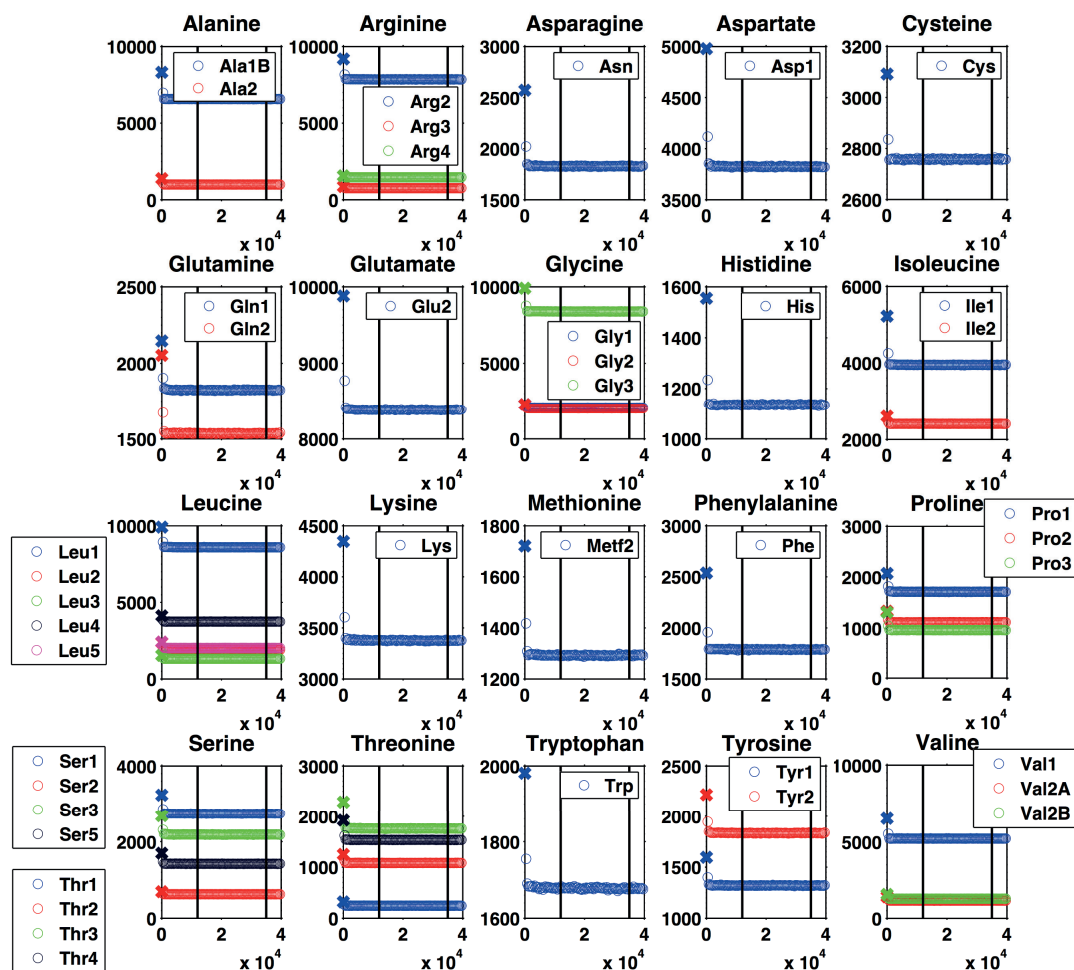 Alanine Arginine Asparagine Aspartate Cysteine
10000 10000 3000 5000 3200
Ala1B Asn Asp1 Cys
Ala2
3100
4500
2500
Arg2
3000
5000 5000 Arg3
Arg4
2000 4000 2900
2800
2700
0 0 1500 3500 2600
0 2 4 0 2 4 0 2 4 0 2 4 0 2 4
x 10^4 x 10^4 x 10^4 x 10^4 x 10^4
Glutamine Glutamate Glycine Histidine Isoleucine
2500 10000 10000 1600 6000
Gln1 Glu2 His Ile1
Gln2 Ile2
1500
Gly1
2000 9000 5000 Gly2 1400 4000
1300
Gly3
1200
1100
1500 8000 0 1000 2000
0 2 4 0 2 4 0 2 4 0 2 4 0 2 4
x 10^4 x 10^4 x 10^4 x 10^4 x 10^4
Leucine Lysine Methionine Phenylalanine Proline
10000 4500 1800 3000 3000
Leu1 Lys Metf2 Phe Pro1
Leu2 Pro2
Leu3 Pro3
Leu4
Leu5
4000 1600 2500 2000
5000
3500 1400 2000 1000
0 3000 1200 1500 0
0 2 4 0 2 4 0 2 4 0 2 4 0 2 4
x 10^4 x 10^4 x 10^4 x 10^4 x 10^4
Serine Threonine Tryptophan Tyrosine Valine
4000 3000 2000 2500 10000
Ser1 Trp Tyr1 Val1
Ser2 Tyr2 Val2A
Ser3 Val2B
Ser5
2000 2000 1800 2000 5000
1000 1500
Thr1
Thr2
Thr3
Thr4
0 0 1600 1000 0
0 2 4 0 2 4 0 2 4 0 2 4 0 2 4
x 10^4 x 10^4 x 10^4 x 10^4 x 10^4